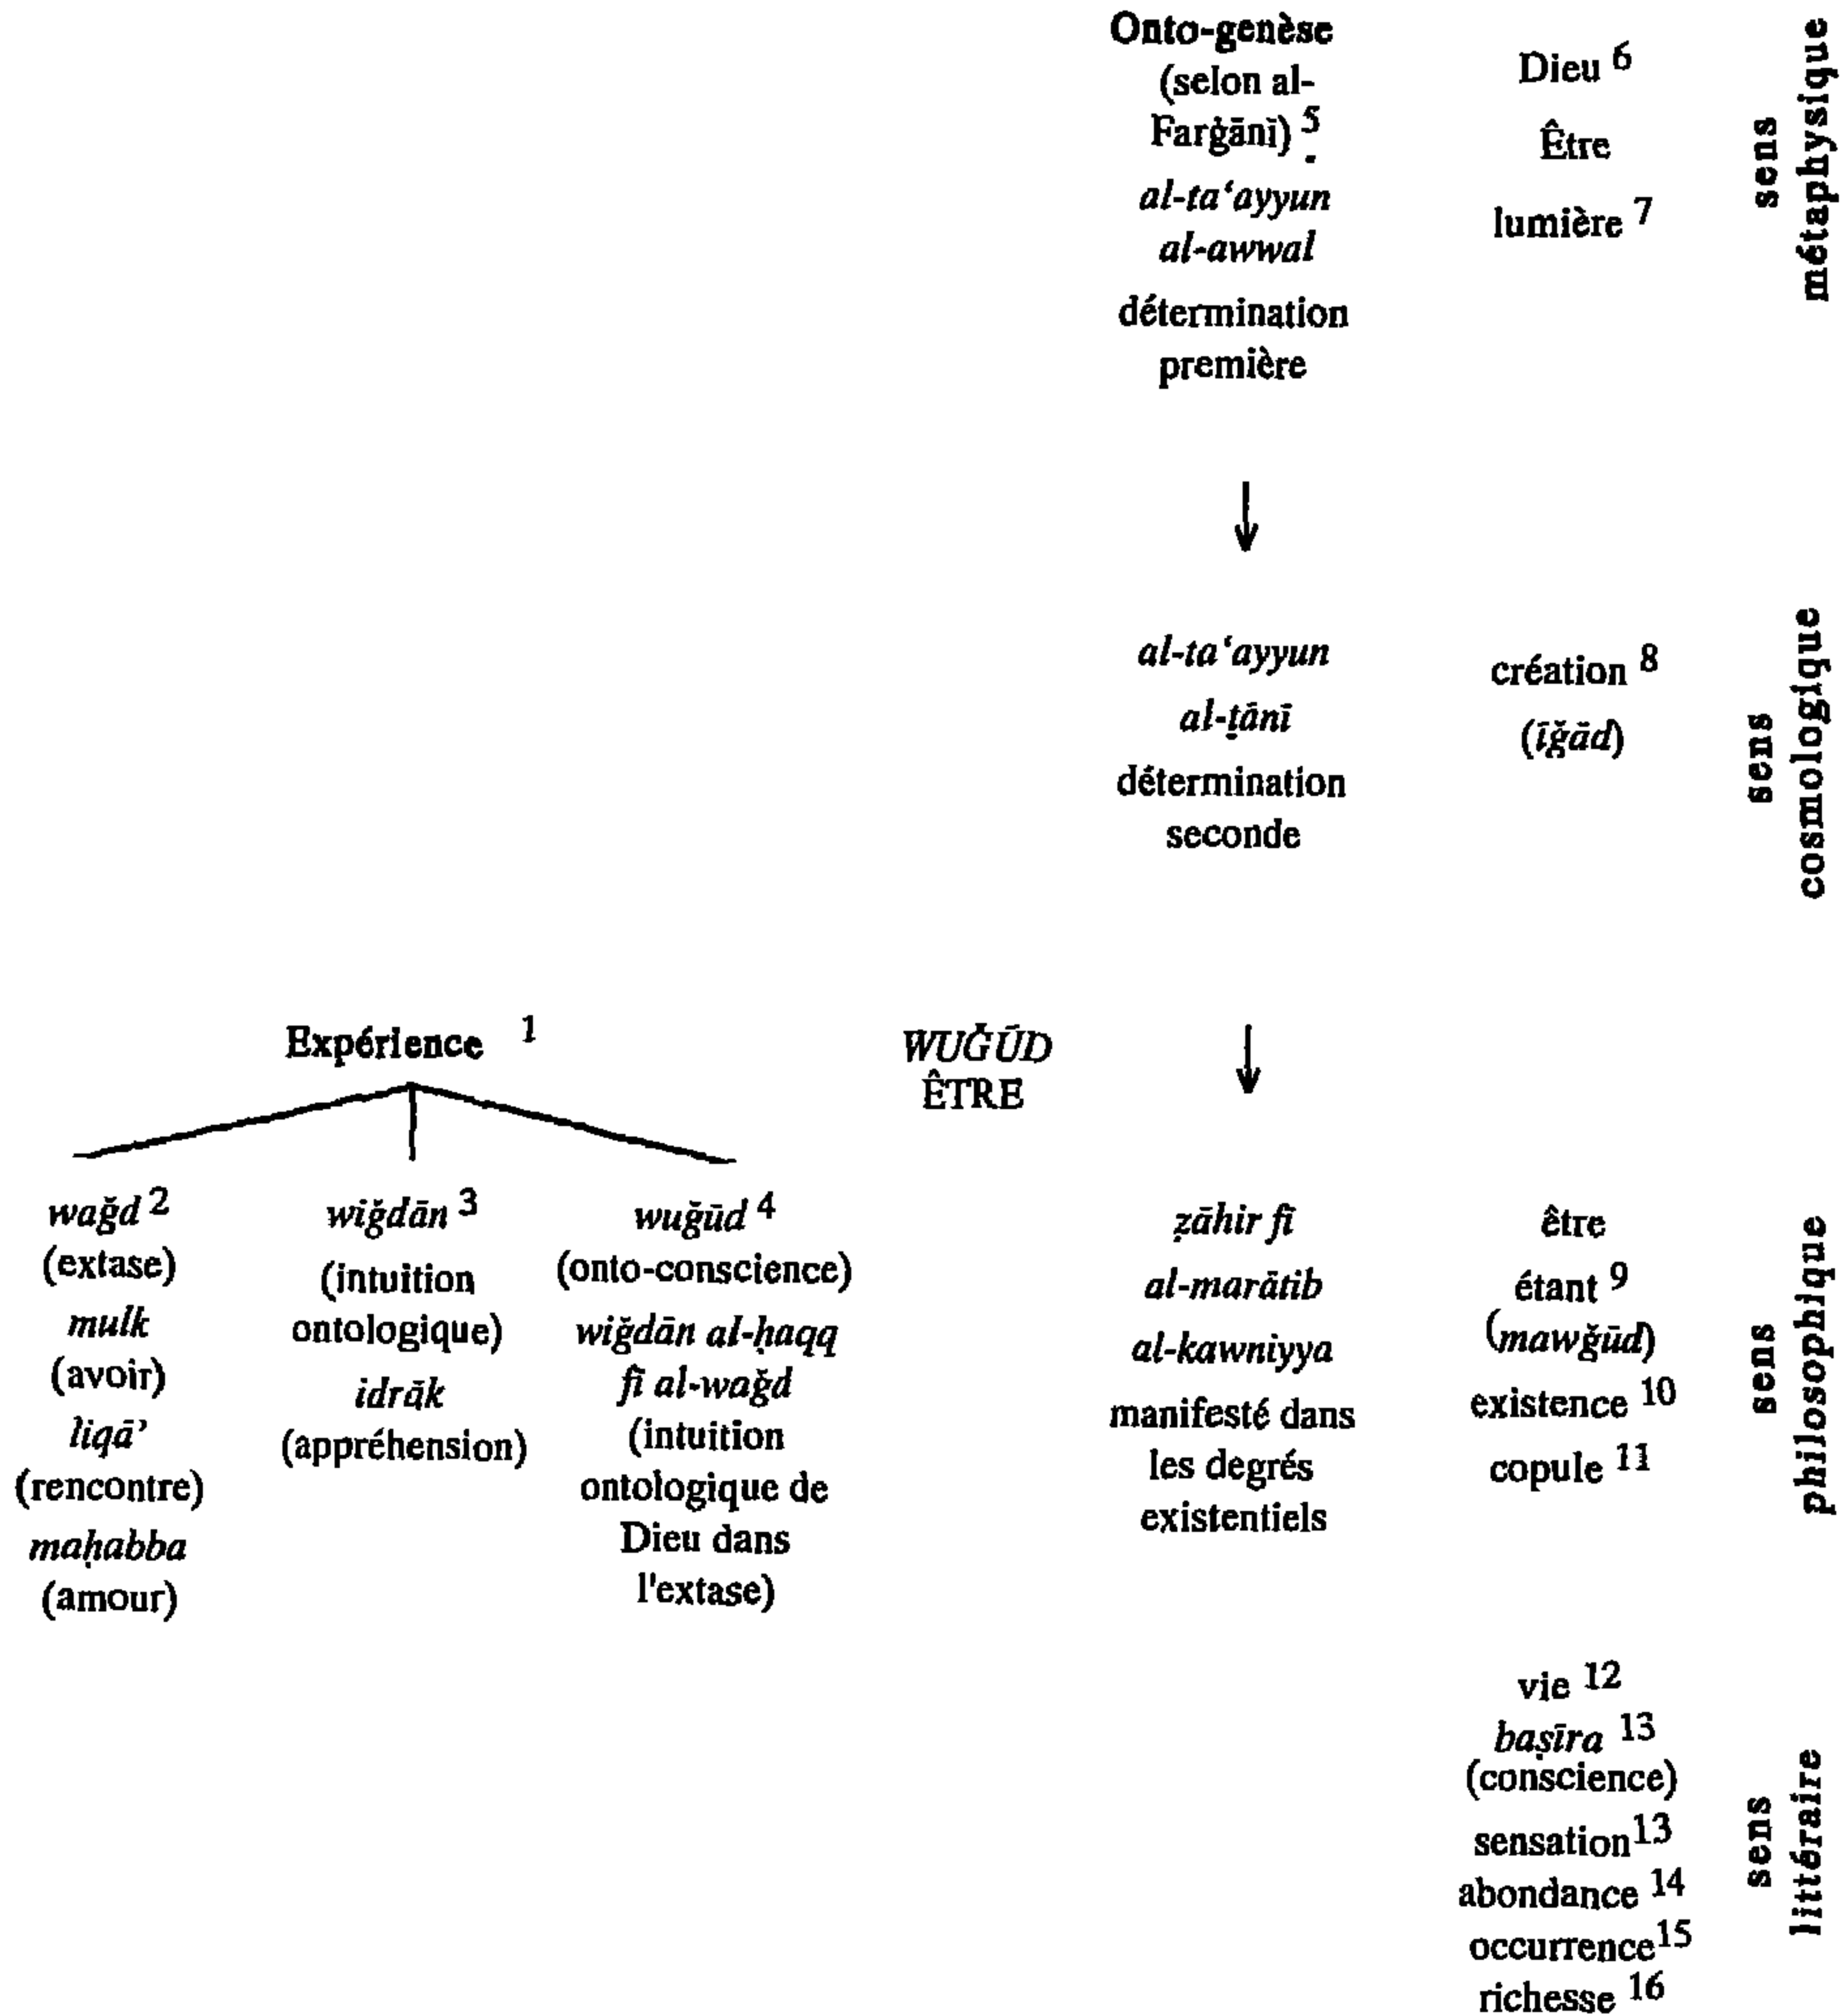 Onto-genèse
(selon al-
Farġānī) 5
al-ta‘ayyun
al-awwal
détermination
première
Dieu 6
Être
lumière 7
sens
métaphysique
al-ta‘ayyun
al-ṯānī
détermination
seconde
création 8
(īǧād)
sens
cosmologique
Expérience 1
WUǦŪD
ÊTRE
waǧd 2
(extase)
mulk
(avoir)
liqā’
(rencontre)
maḥabba
(amour)
wiǧdān 3
(intuition
ontologique)
idrāk
(appréhension)
wuǧūd 4
(onto-conscience)
wiǧdān al-ḥaqq
fī al-waǧd
(intuition
ontologique de
Dieu dans
l'extase)
ẓāhir fī
al-marātib
al-kawniyya
manifesté dans
les degrés
existentiels
être
étant 9
(mawǧūd)
existence 10
copule 11
sens
philosophique
vie 12
baṣīra 13
(conscience)
sensation 13
abondance 14
occurrence 15
richesse 16
sens
littéraire